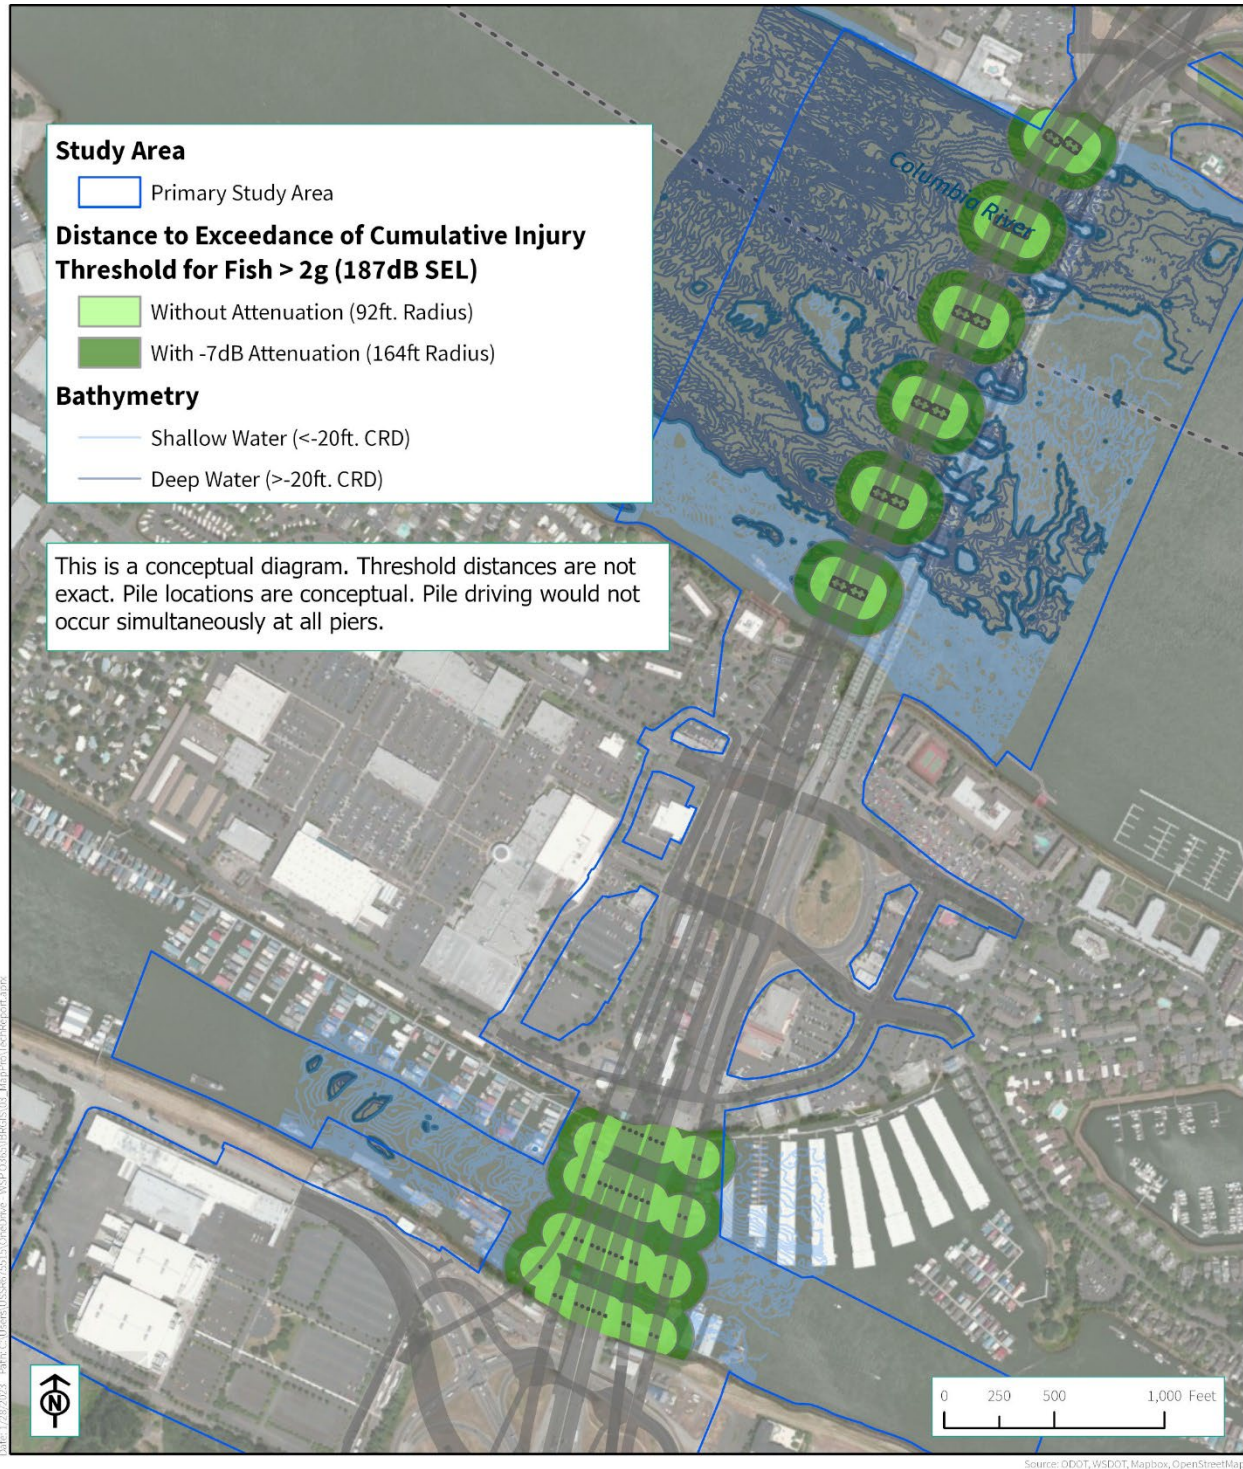 Study Area
Primary Study Area
Distance to Exceedance of Cumulative Injury
Threshold for Fish > 2g (187dB SEL)
Without Attenuation (92ft. Radius)
With -7dB Attenuation (164ft Radius)
Bathymetry
Shallow Water (<-20ft. CRD)
Deep Water (>-20ft. CRD)
Columbia River
This is a conceptual diagram. Threshold distances are not
exact. Pile locations are conceptual. Pile driving would not
occur simultaneously at all piers.
N
0 250 500 1,000 Feet
Source: ODOT, WSDOT, Mapbox, OpenStreetMap